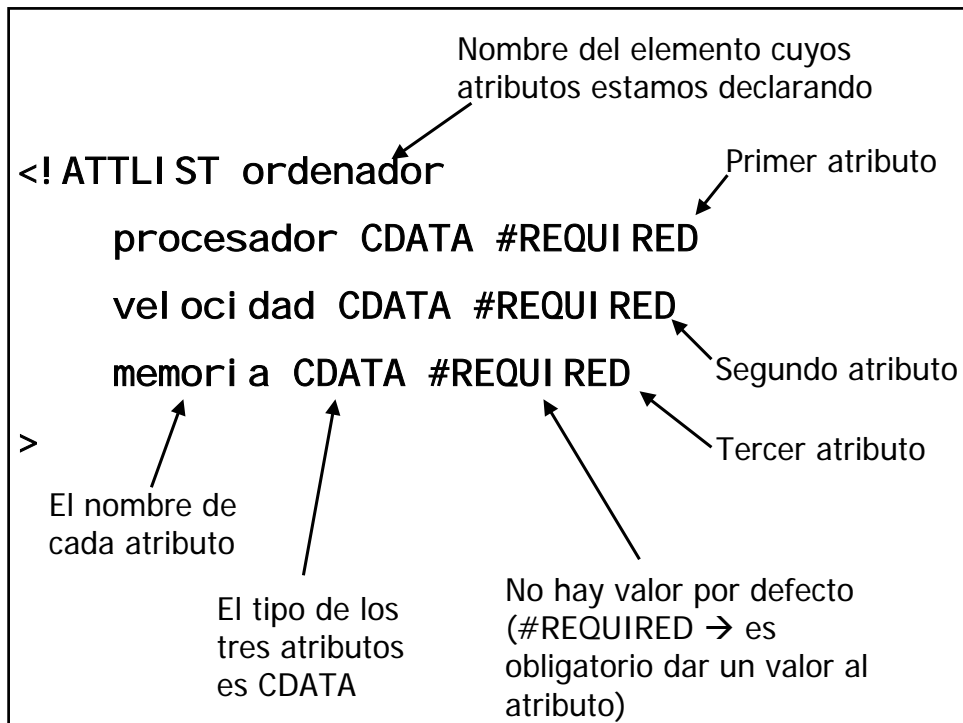 Nombre del elemento cuyos
atributos estamos declarando
<!ATTLIST ordenador
Primer atributo
procesador CDATA #REQUIRED
velocidad CDATA #REQUIRED
Segundo atributo
memoria CDATA #REQUIRED
Tercer atributo
>
El nombre de
cada atributo
El tipo de los
tres atributos
es CDATA
No hay valor por defecto
(#REQUIRED → es
obligatorio dar un valor al
atributo)